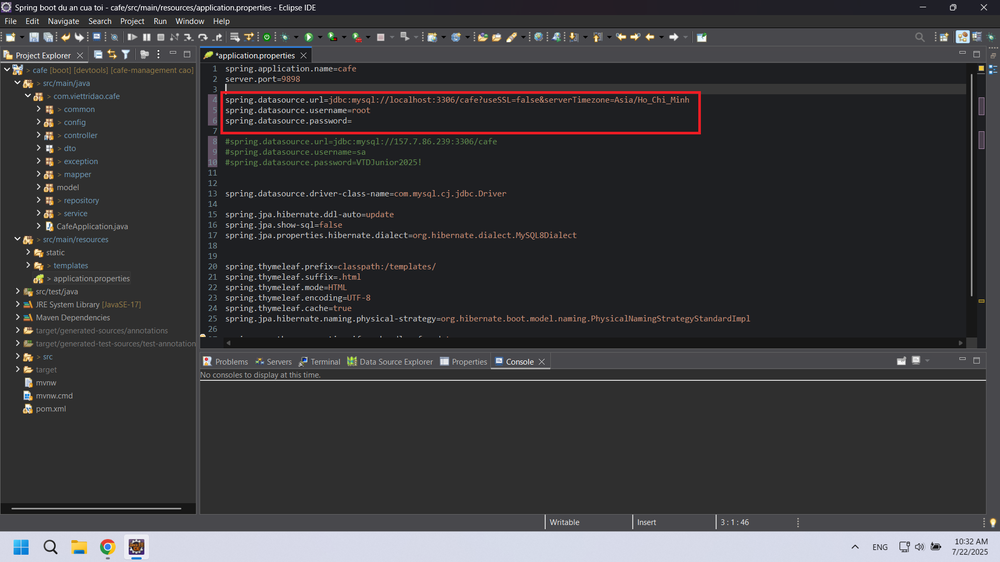 Spring boot du an cua toi - cafe/src/main/resources/application.properties - Eclipse IDE
File Edit Navigate Search Project Run Window Help
Project Explorer
*application.properties
> cafe [boot] [devtools] [cafe-management cao]
> src/main/java
> com.viettridao.cafe
> common
> config
> controller
> dto
> exception
> mapper
model
> repository
> service
CafeApplication.java
> src/main/resources
static
> templates
> application.properties
src/test/java
JRE System Library [JavaSE-17]
Maven Dependencies
target/generated-sources/annotations
target/generated-test-sources/test-annotation
> src
target
mvnw
mvnw.cmd
pom.xml
1 spring.application.name=cafe
2 server.port=9898
3
4 spring.datasource.url=jdbc:mysql://localhost:3306/cafe?useSSL=false&serverTimezone=Asia/Ho_Chi_Minh
5 spring.datasource.username=root
6 spring.datasource.password=
7
8 #spring.datasource.url=jdbc:mysql://157.7.86.239:3306/cafe
9 #spring.datasource.username=sa
10 #spring.datasource.password=VTDJunior2025!
11
12
13 spring.datasource.driver-class-name=com.mysql.cj.jdbc.Driver
14
15 spring.jpa.hibernate.ddl-auto=update
16 spring.jpa.show-sql=false
17 spring.jpa.properties.hibernate.dialect=org.hibernate.dialect.MySQL8Dialect
18
19
20 spring.thymeleaf.prefix=classpath:/templates/
21 spring.thymeleaf.suffix=.html
22 spring.thymeleaf.mode=HTML
23 spring.thymeleaf.encoding=UTF-8
24 spring.thymeleaf.cache=true
25 spring.jpa.hibernate.naming.physical-strategy=org.hibernate.boot.model.naming.PhysicalNamingStrategyStandardImpl
26
Problems Servers Terminal Data Source Explorer Properties Console
No consoles to display at this time.
Writable Insert 3 : 1 : 46
Java EE IDE
ENG
10:32 AM
7/22/2025